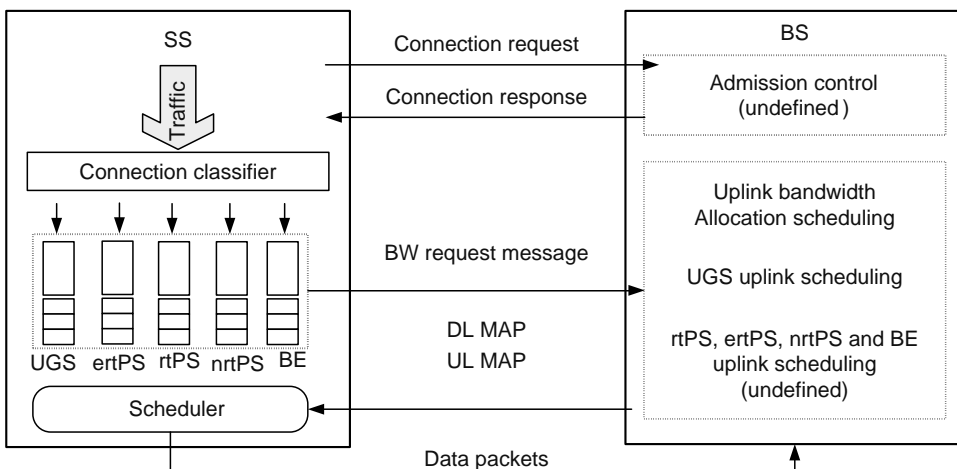 SS
Traffic
Connection classifier
UGS
ertPS
rtPS
nrtPS
BE
Scheduler
Connection request
Connection response
BW request message
DL MAP
UL MAP
Data packets
BS
Admission control
(undefined )
Uplink bandwidth
Allocation scheduling
UGS uplink scheduling
rtPS, ertPS, nrtPS and BE
uplink scheduling
(undefined)